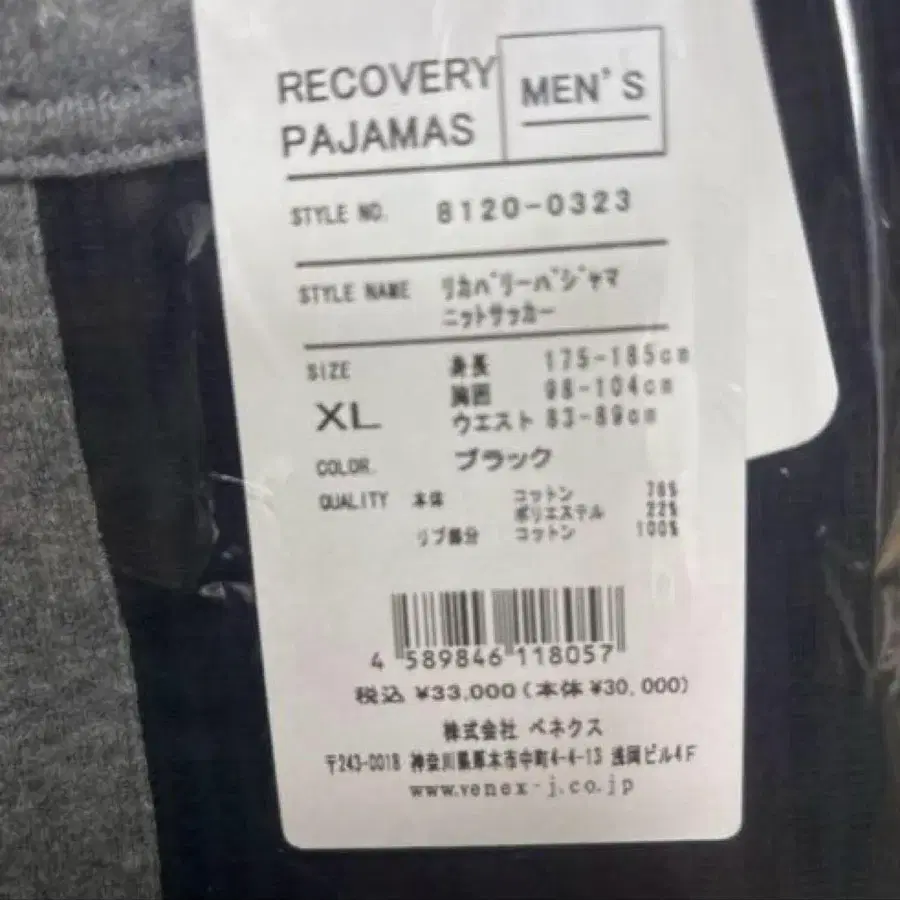 RECOVERY PAJAMAS
MEN'S
STYLE NO. 8120-0323
STYLE NAME リカバリーパジャマ
ニットサッカー
SIZE 身長 175-185cm
XL 胸囲 98-104cm
ウエスト 83-89cm
COLOR. ブラック
QUALITY 本体 コットン 78%
ポリエステル 22%
リブ部分 コットン 100%
4 589846 118057
税込 ¥33,000(本体 ¥30,000)
株式会社 ベネクス
〒243-0018 神奈川県厚木市中町4-4-13 浅岡ビル4F
www.venex-j.co.jp